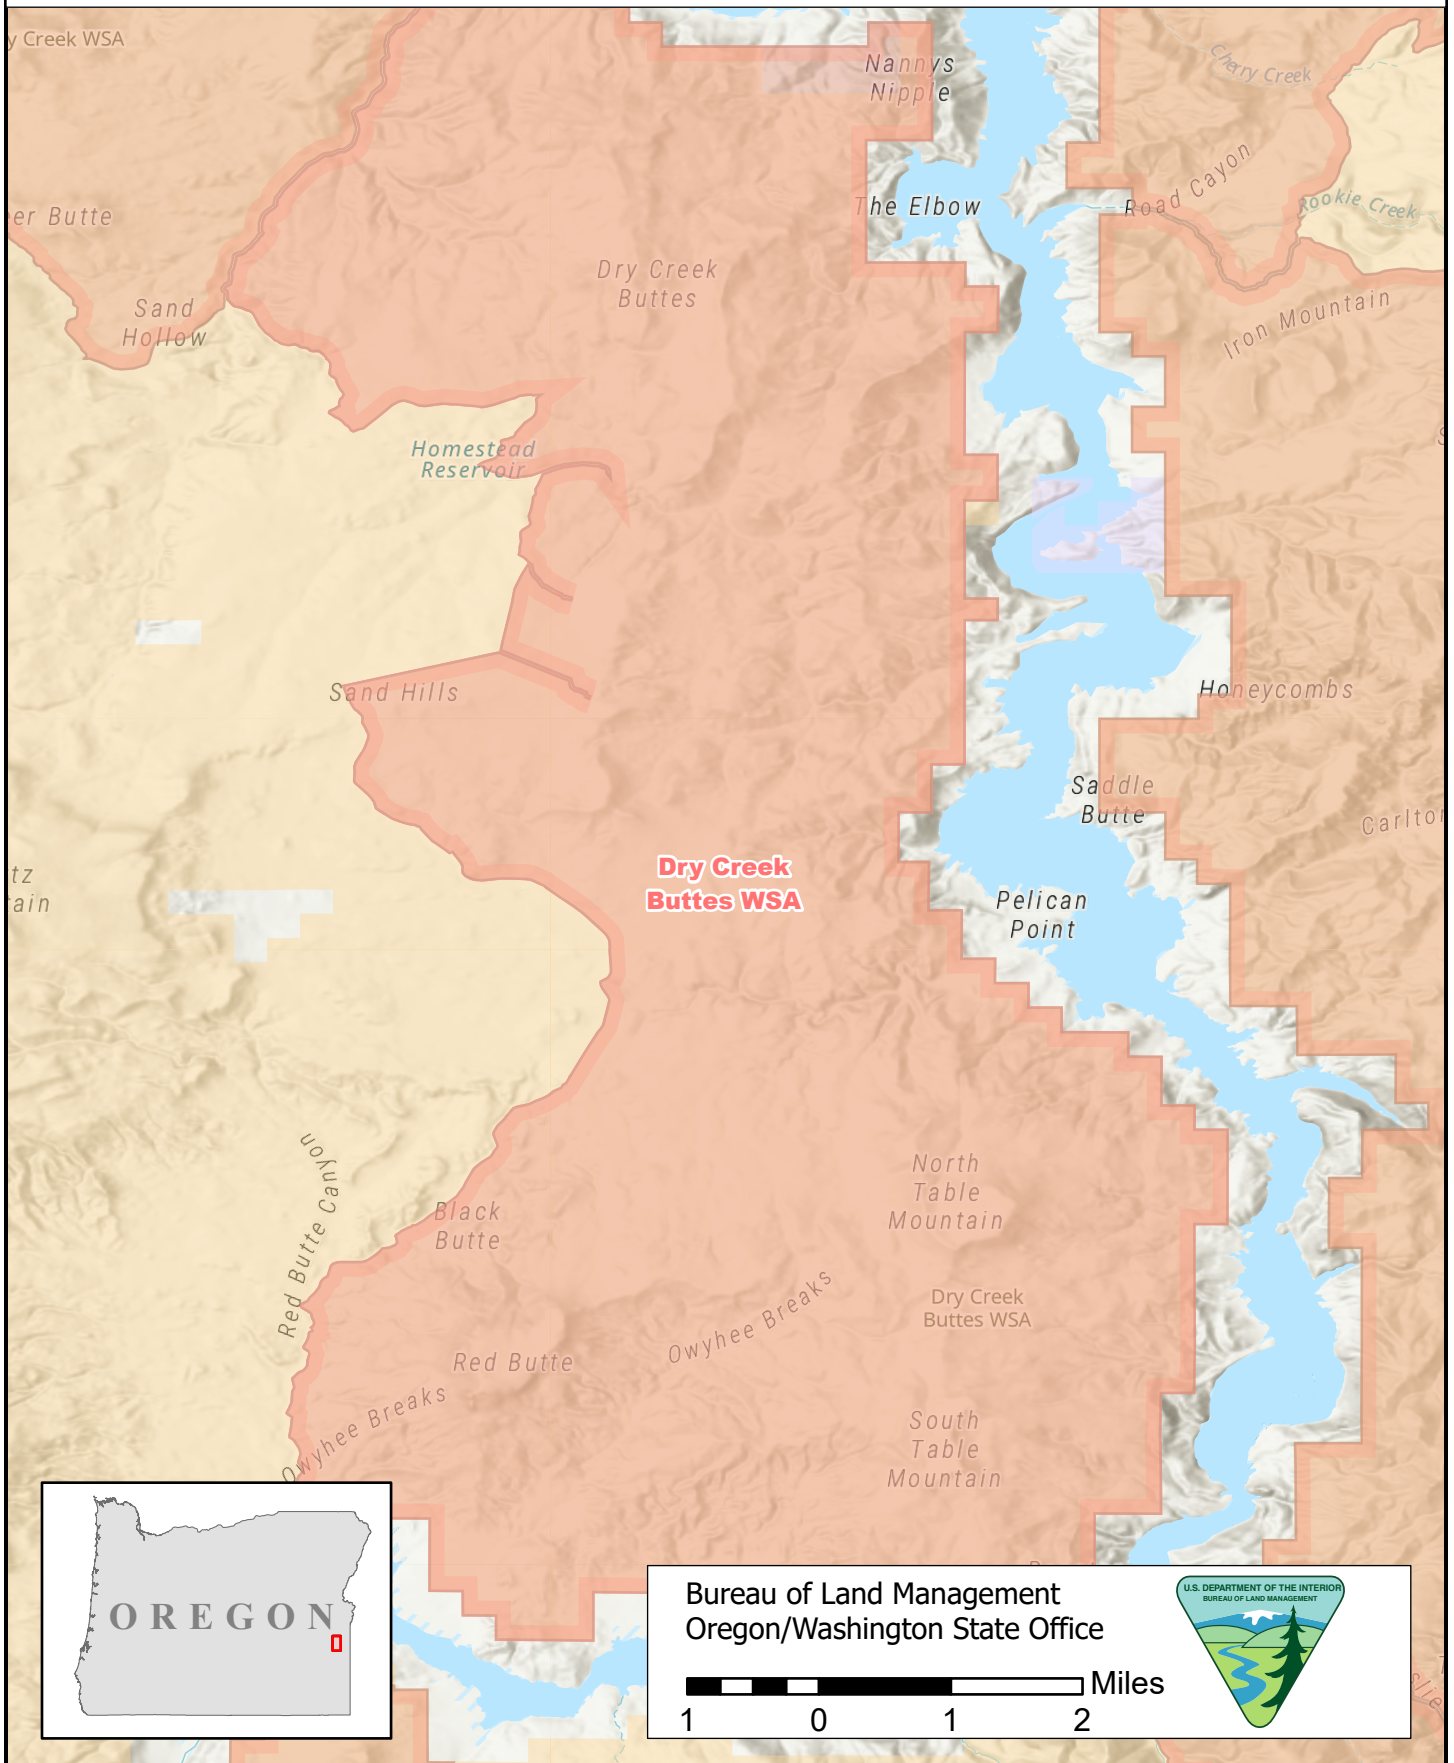 y Creek WSA
Nannys
Nipple
Cherry Creek
er Butte
The Elbow
Road Cayon
Rookie Creek
Dry Creek
Buttes
Sand
Hollow
Iron Mountain
Homestead
Reservoir
Sand Hills
Honeycombs
Saddle
Butte
Carlto
Dry Creek
Buttes WSA
tz
ain
Pelican
Point
Red Butte Canyon
North
Table
Mountain
Black
Butte
Owyhee Breaks
Dry Creek
Buttes WSA
Red Butte
Owyhee Breaks
South
Table
Mountain
OREGON
Bureau of Land Management
Oregon/Washington State Office
Miles
1 0 1 2
U.S. DEPARTMENT OF THE INTERIOR
BUREAU OF LAND MANAGEMENT